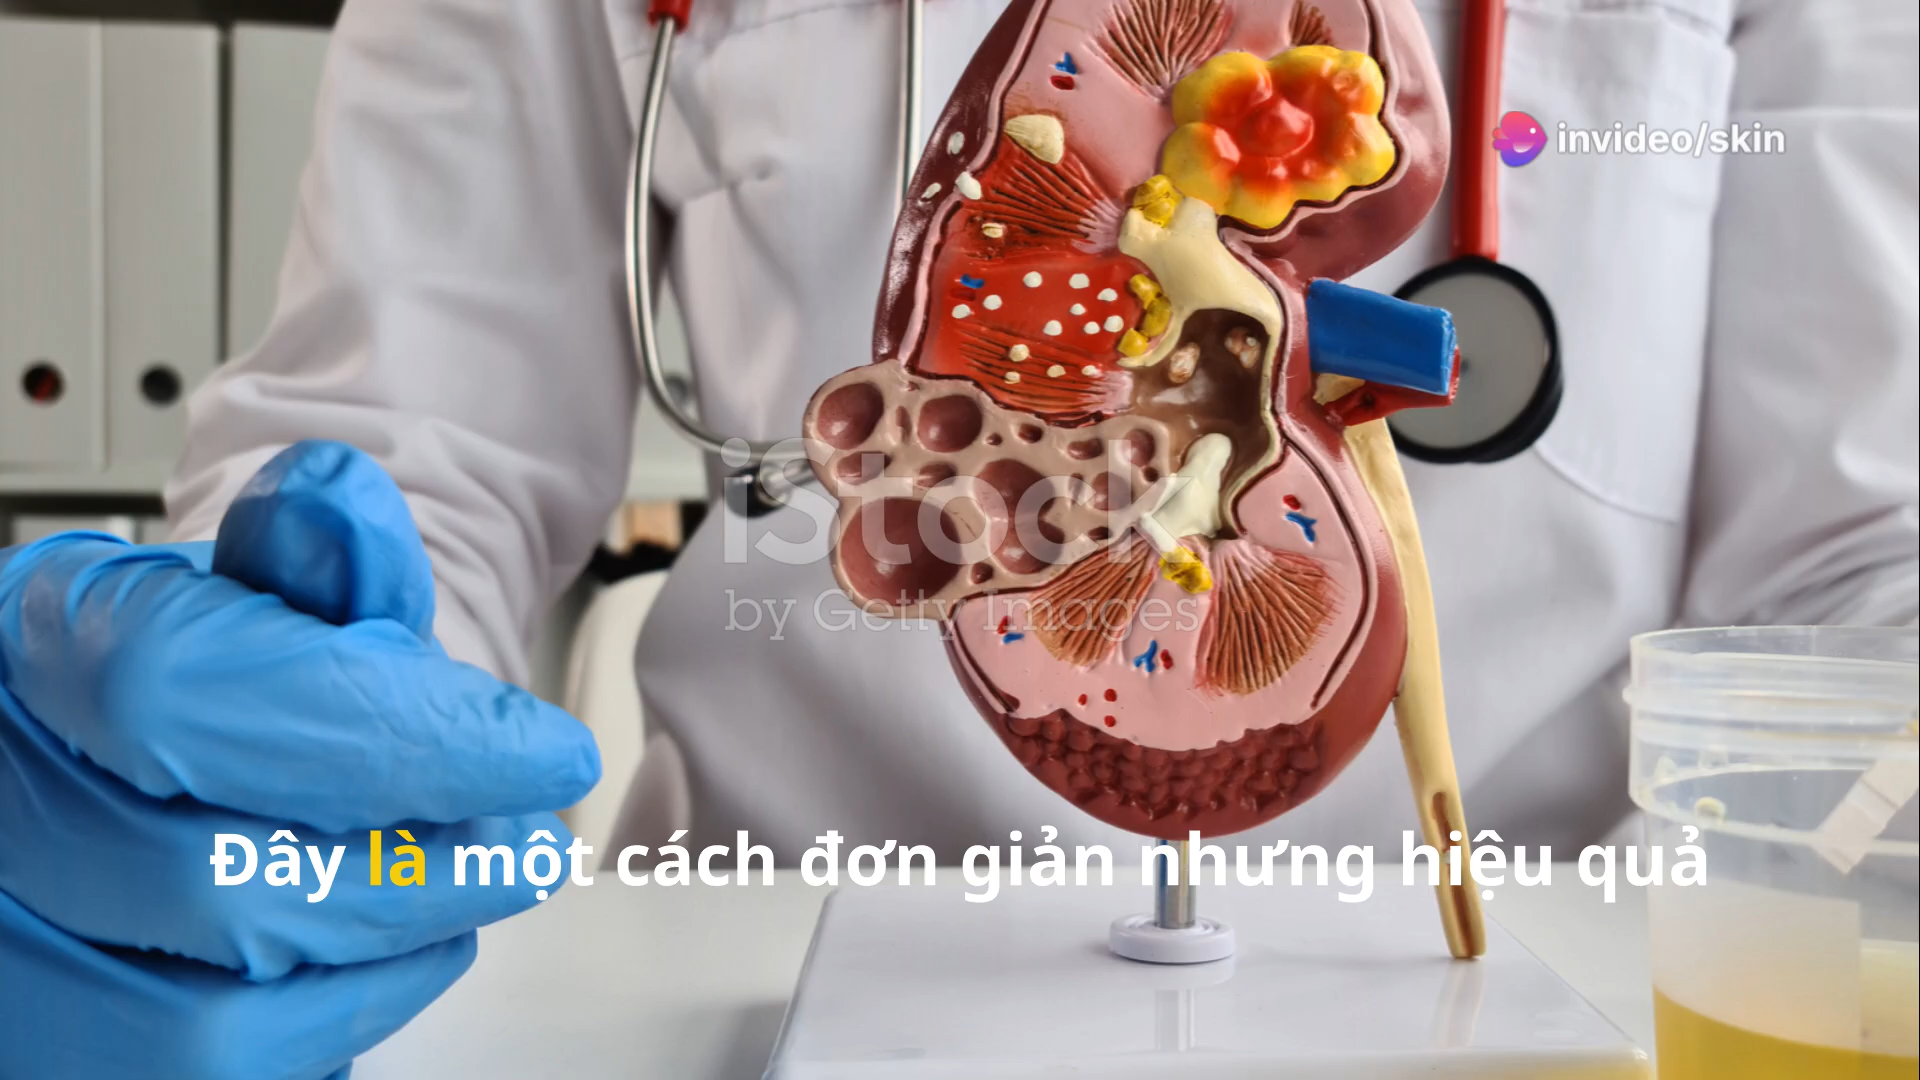 invideo/skin
iStock
by Getty Images
Đây là một cách đơn giản nhưng hiệu quả